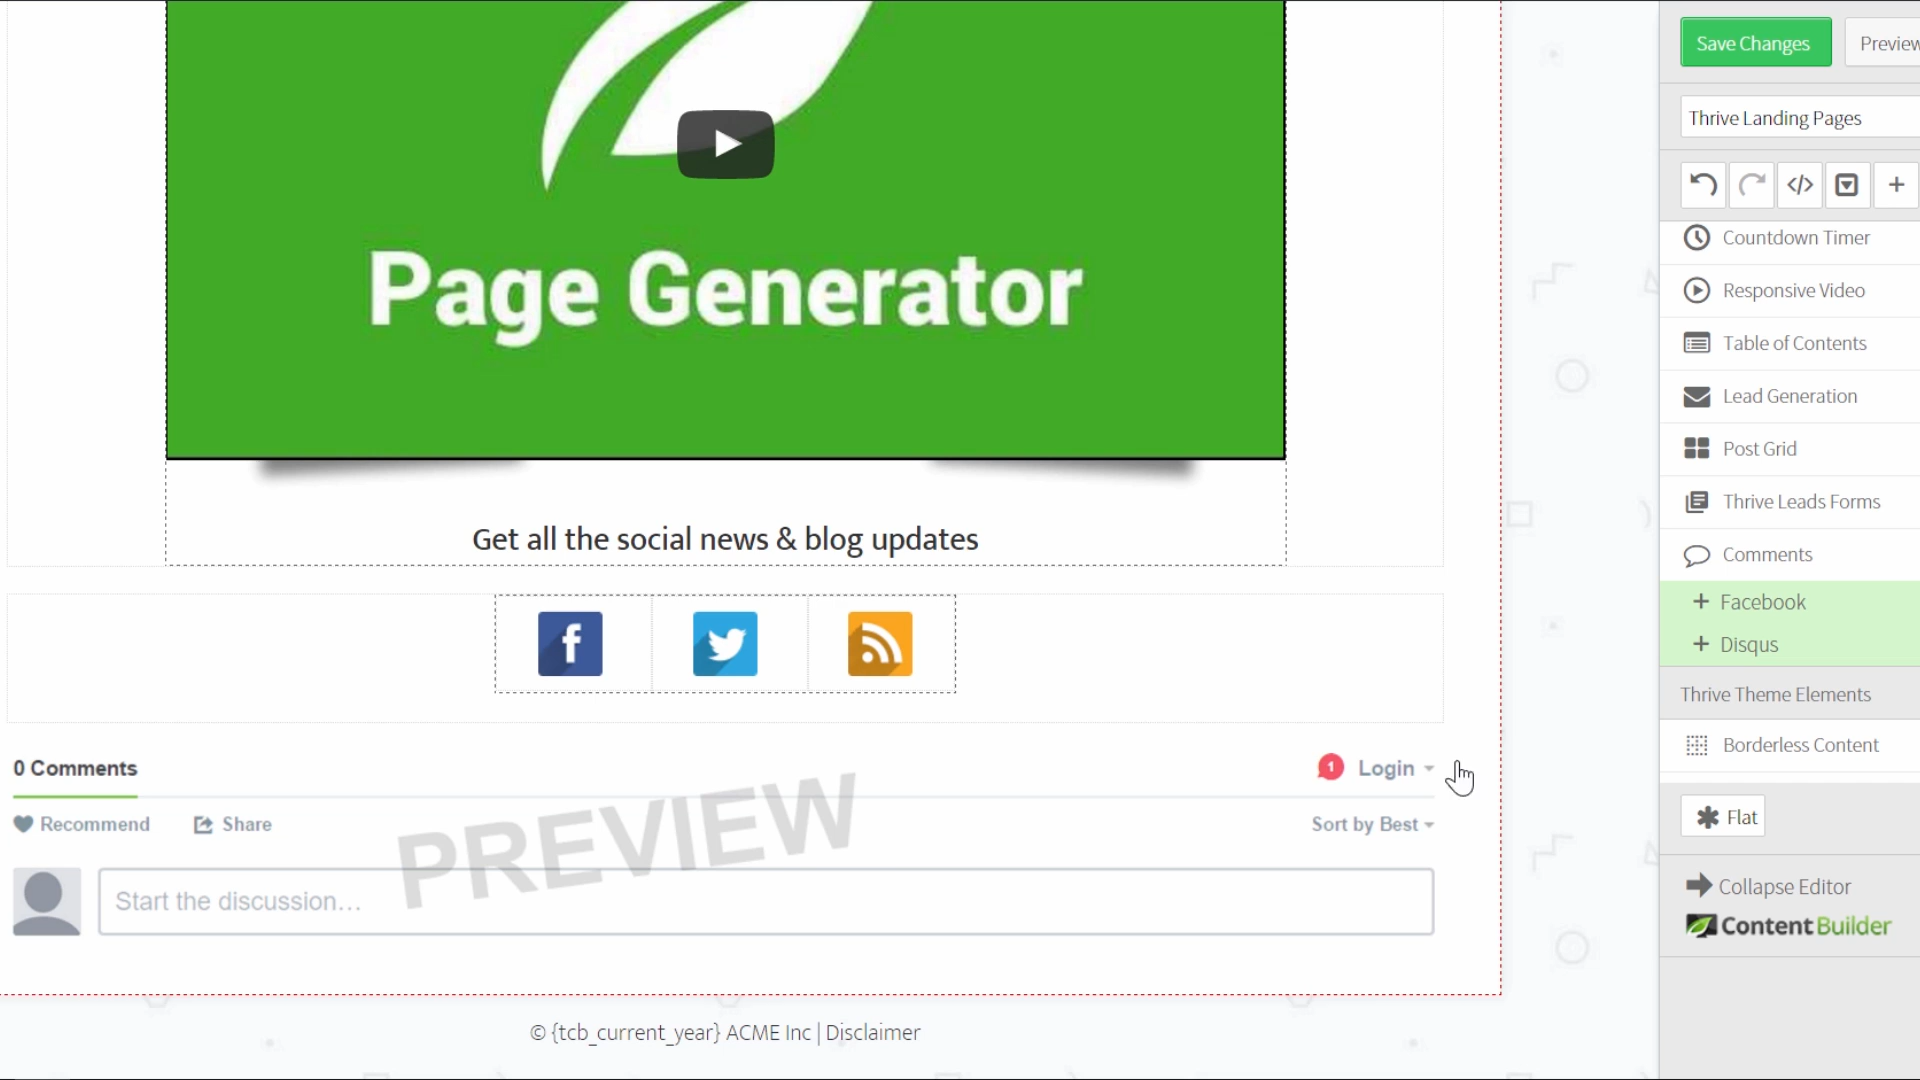 Page Generator
Get all the social news & blog updates
f
0 Comments
1 Login
Recommend Share
Sort by Best
PREVIEW
Start the discussion…
© {tcb_current_year} ACME Inc | Disclaimer
Save Changes
Preview
Thrive Landing Pages
</>
+
Countdown Timer
Responsive Video
Table of Contents
Lead Generation
Post Grid
Thrive Leads Forms
Comments
+ Facebook
+ Disqus
Thrive Theme Elements
Borderless Content
Flat
Collapse Editor
Content Builder